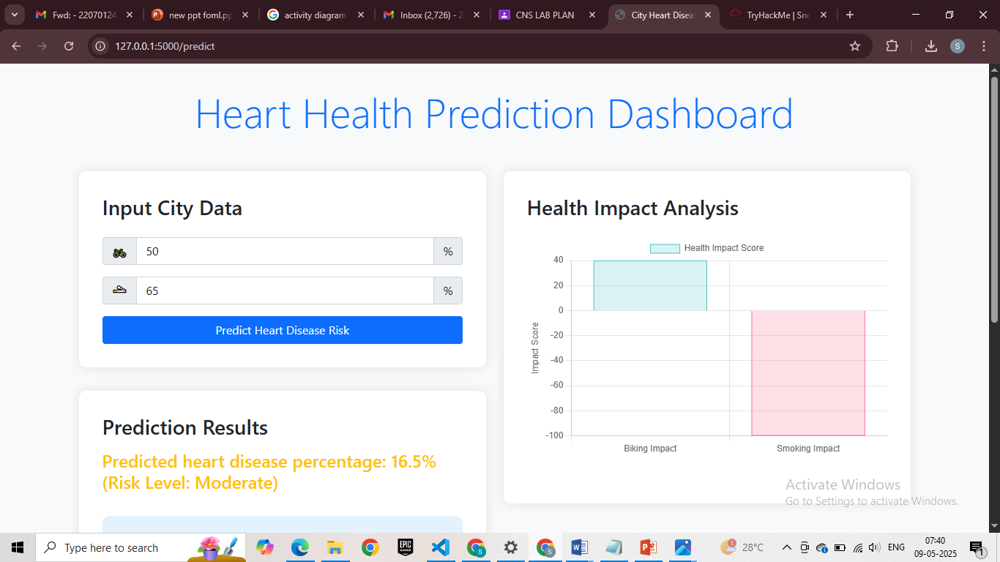 Fwd: - 22070124
new ppt foml.pp
activity diagram
Inbox (2,726) - 2
CNS LAB PLAN
City Heart Disea
TryHackMe | Sno
127.0.0.1:5000/predict
S
Heart Health Prediction Dashboard
Input City Data
50
%
65
%
Predict Heart Disease Risk
Prediction Results
Predicted heart disease percentage: 16.5%
(Risk Level: Moderate)
Health Impact Analysis
Health Impact Score
40
20
0
-20
-40
-60
-80
-100
Impact Score
Biking Impact
Smoking Impact
Activate Windows
Go to Settings to activate Windows.
Type here to search
EPIC
GAMES
S
S
28°C
ENG
07:40
09-05-2025
1